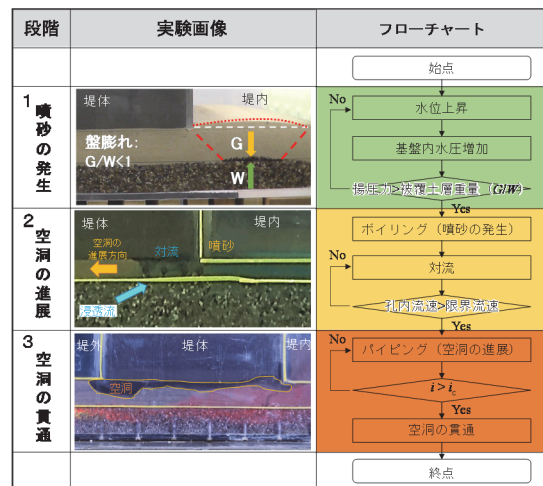 段階
実験画像
フローチャート
始点
1
噴砂の発生
堤体
堤内
盤膨れ：
G/W<1
G
W
No
水位上昇
基盤内水圧増加
揚圧力>被覆土層重量（G/W）
Yes
2
空洞の進展
堤体
堤内
空洞の
進展方向
対流
噴砂
浸透流
ボイリング（噴砂の発生）
No
対流
孔内流速>限界流速
Yes
3
空洞の貫通
堤外
堤体
堤内
空洞
No
パイピング（空洞の進展）
i > ic
Yes
空洞の貫通
終点